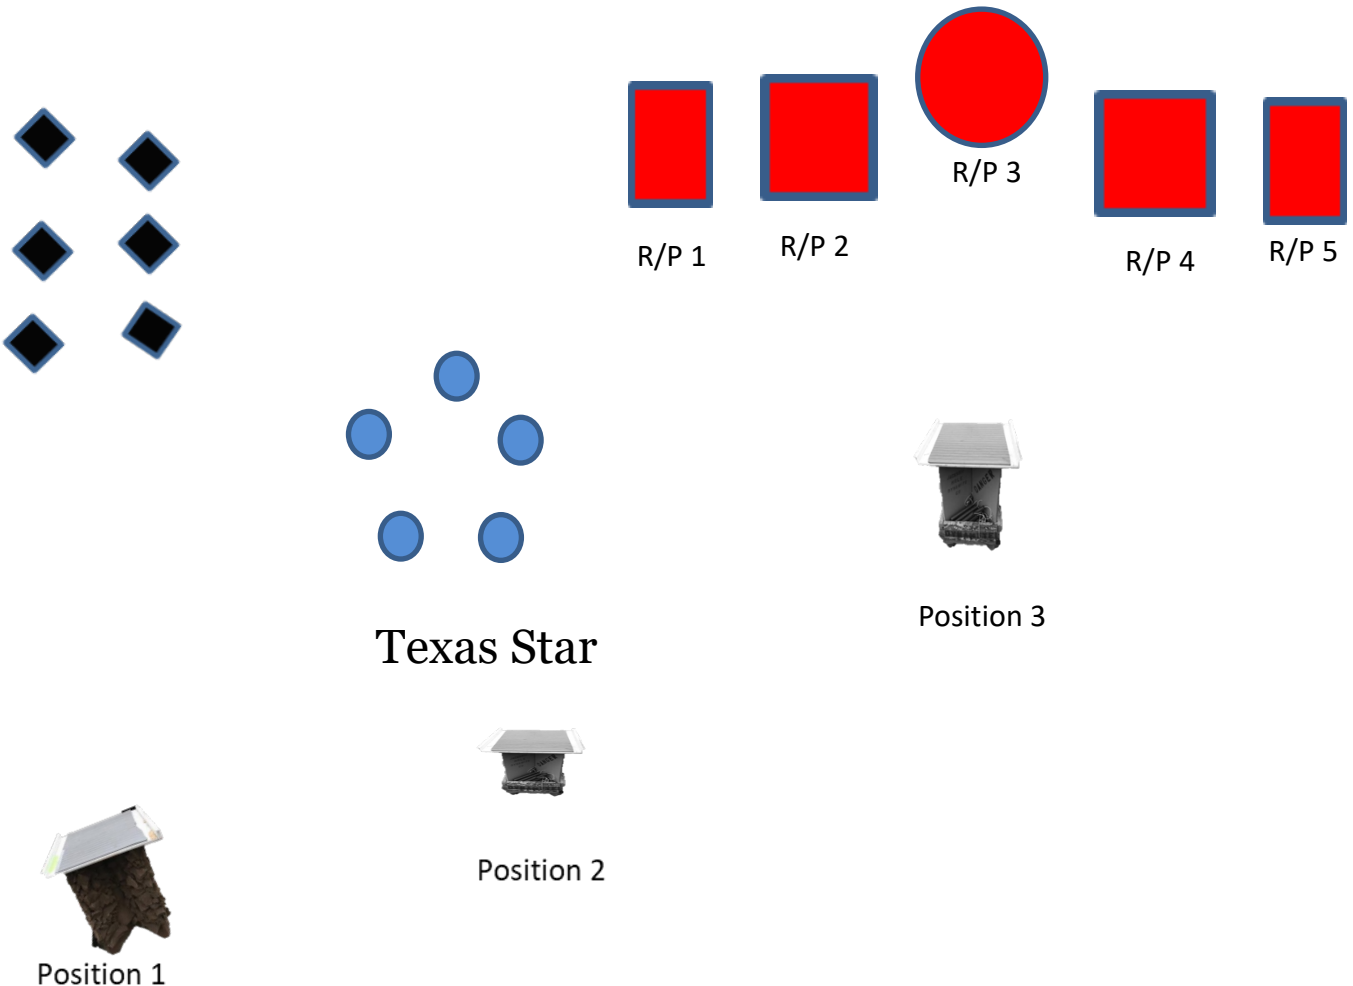 R/P 1
R/P 2
R/P 3
R/P 4
R/P 5
Texas Star
Position 3
Position 2
Position 1